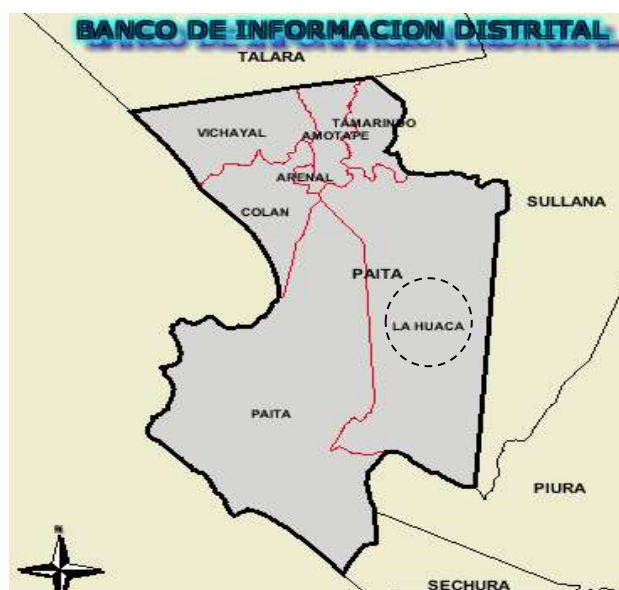 BANCO DE INFORMACION DISTRITAL
TALARA
TAMARINDO
VICHAYAL
AMOTAPE
ARENAL
SULLANA
COLAN
PAITA
LA HUACA
PAITA
PIURA
N
SECHURA